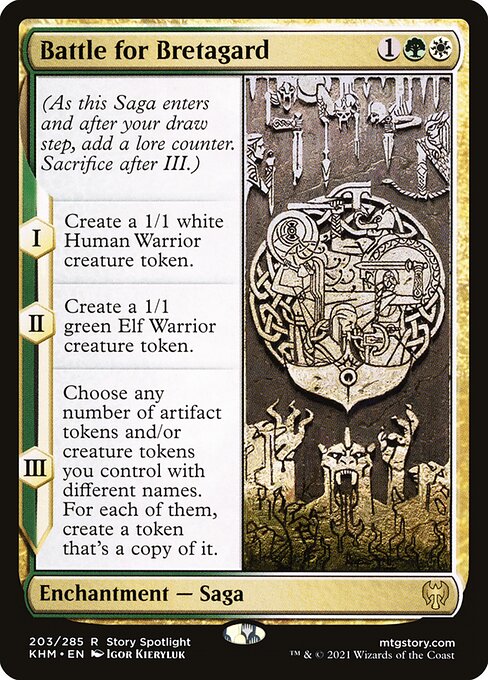 Battle for Bretagard 1
(As this Saga enters
and after your draw
step, add a lore counter.
Sacrifice after III.)
I
Create a 1/1 white
Human Warrior
creature token.
II
Create a 1/1
green Elf Warrior
creature token.
III
Choose any
number of artifact
tokens and/or
creature tokens
you control with
different names.
For each of them,
create a token
that's a copy of it.
Enchantment — Saga
203/285 R Story Spotlight
KHM • EN Igor Kieryluk
mtgstory.com
™ & © 2021 Wizards of the Coast